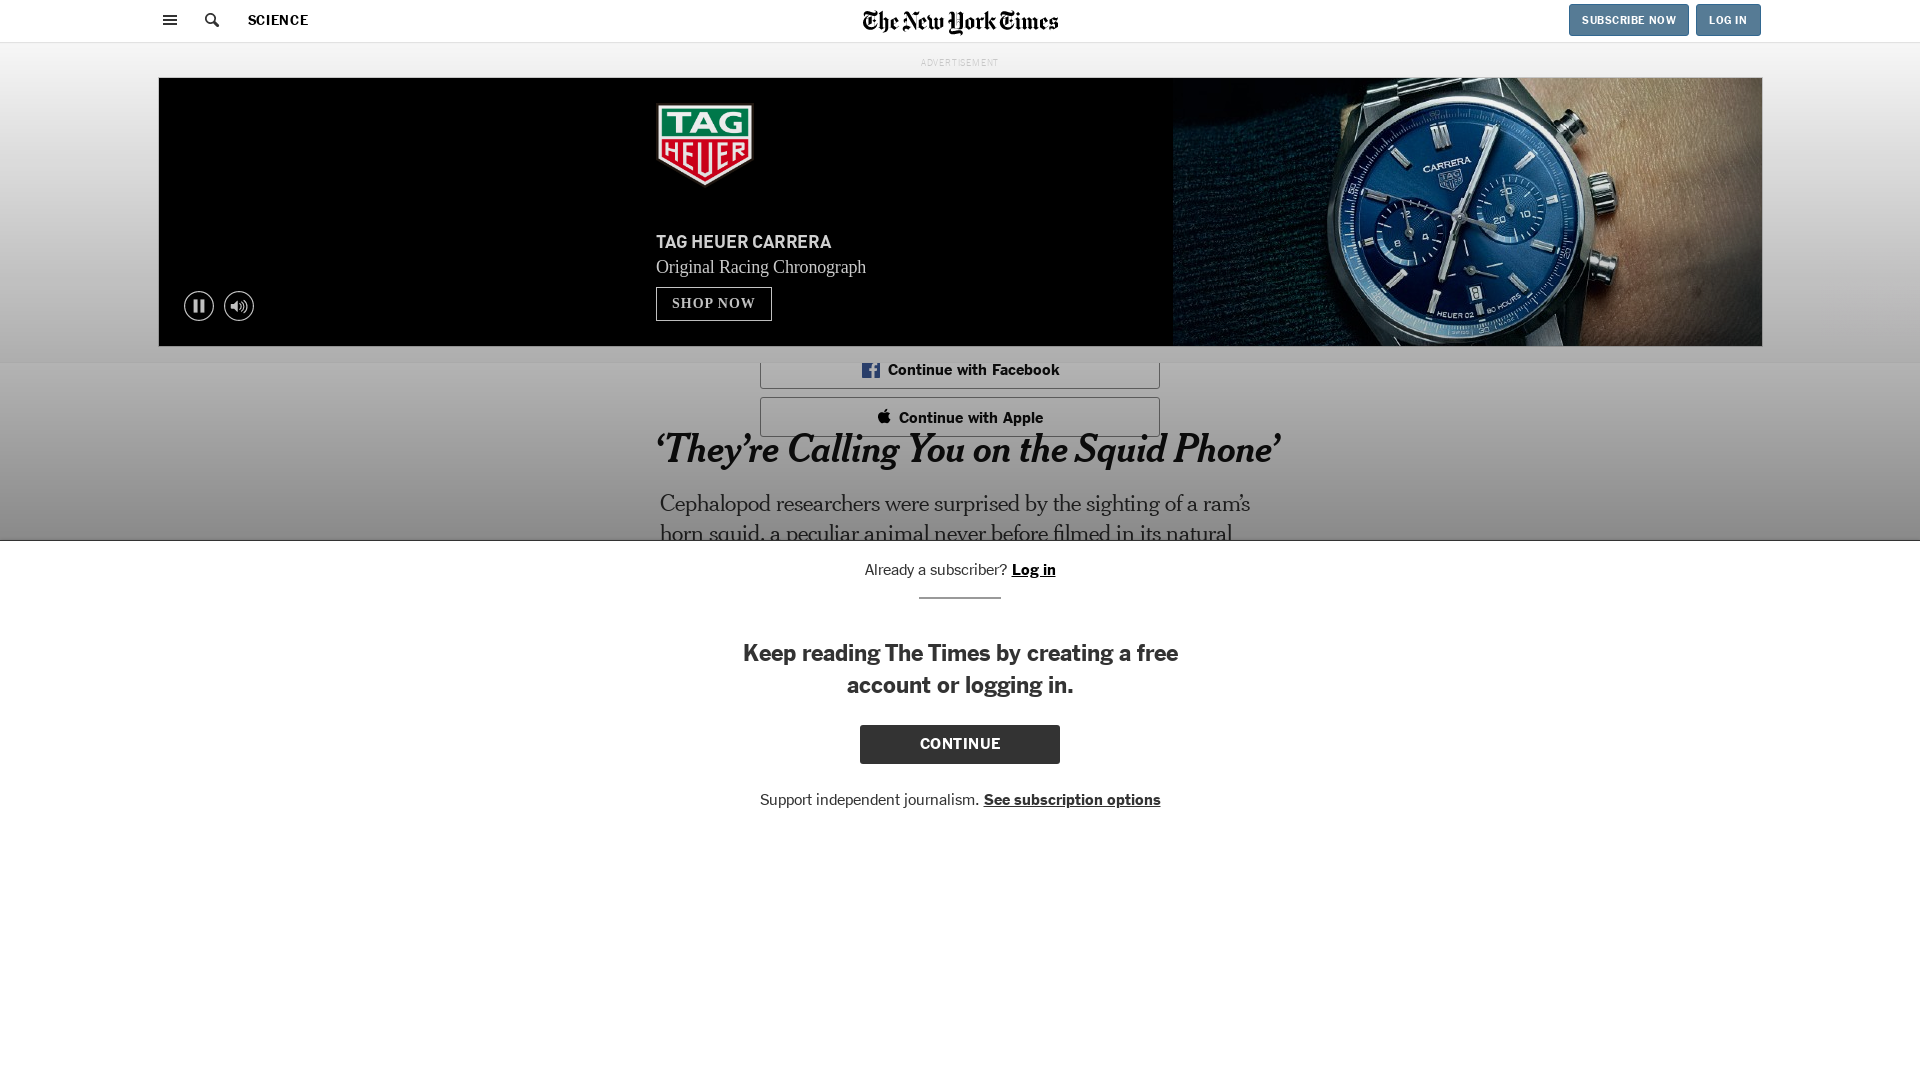 SCIENCE
The New York Times
SUBSCRIBE NOW
LOG IN
ADVERTISEMENT
TAG
HEUER
TAG HEUER CARRERA
Original Racing Chronograph
SHOP NOW
CARRERA
TAG
HEUER
HEUER 02
80 HOURS
Continue with Facebook
Continue with Apple
‘They’re Calling You on the Squid Phone’
Cephalopod researchers were surprised by the sighting of a ram’s
horn squid, a peculiar animal never before filmed in its natural
Already a subscriber? Log in
Keep reading The Times by creating a free
account or logging in.
CONTINUE
Support independent journalism. See subscription options